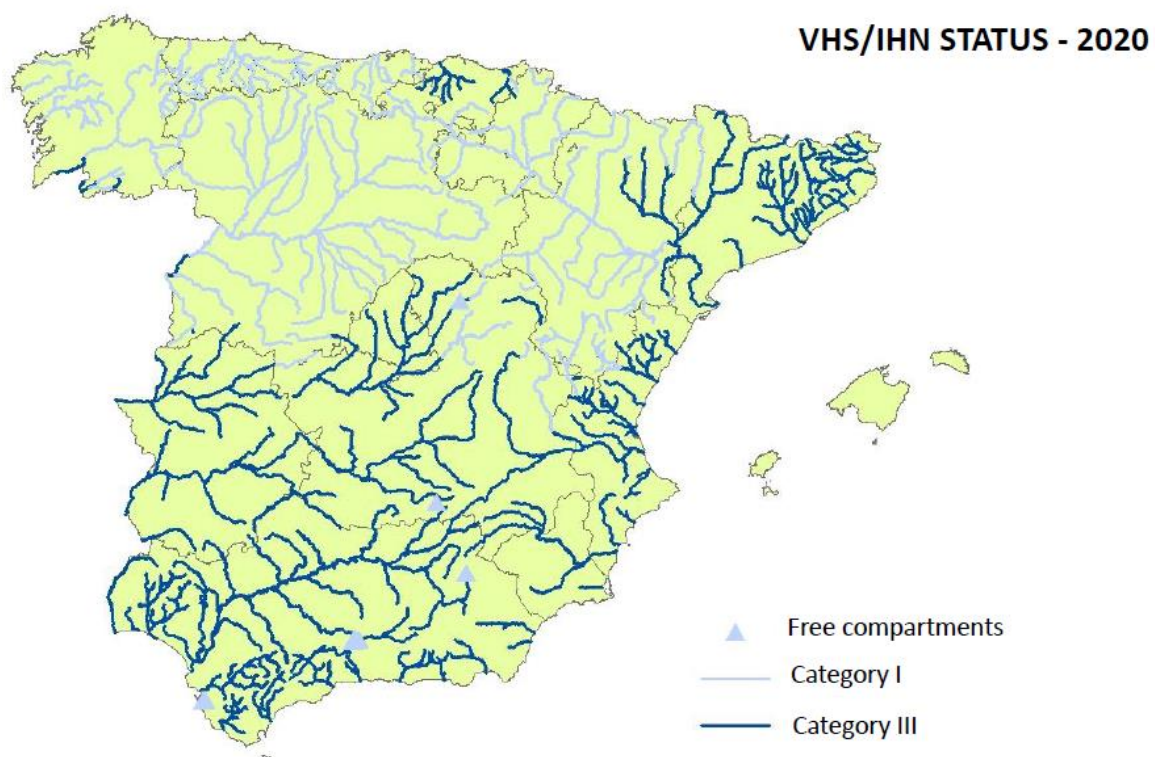 VHS/IHN STATUS - 2020
Free compartments
Category I
Category III